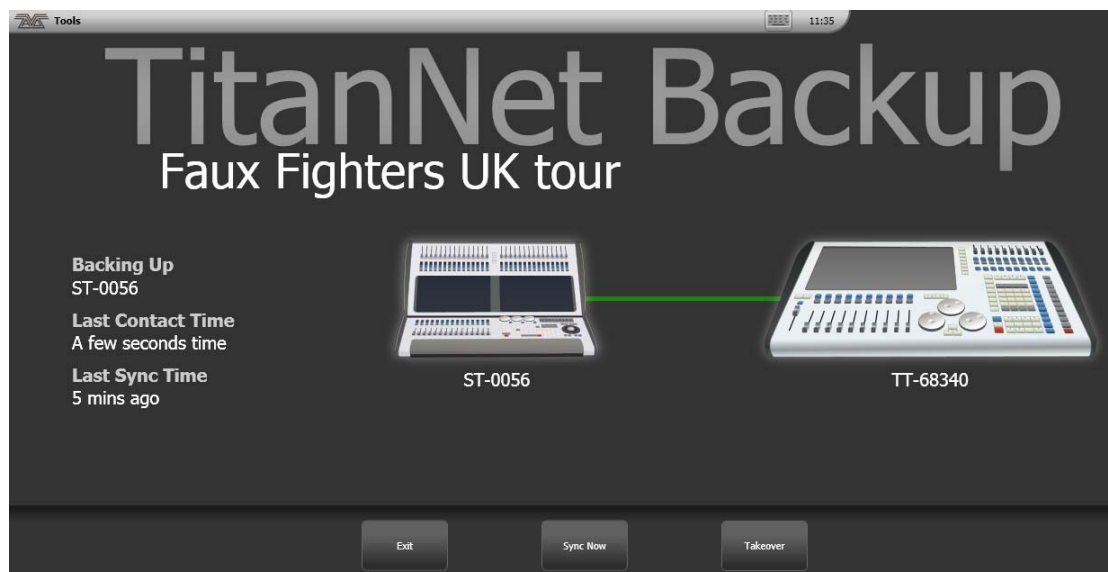 Tools
11:35
TitanNet Backup
Faux Fighters UK tour
Backing Up
ST-0056
Last Contact Time
A few seconds time
Last Sync Time
5 mins ago
ST-0056
TT-68340
Exit
Sync Now
Takeover